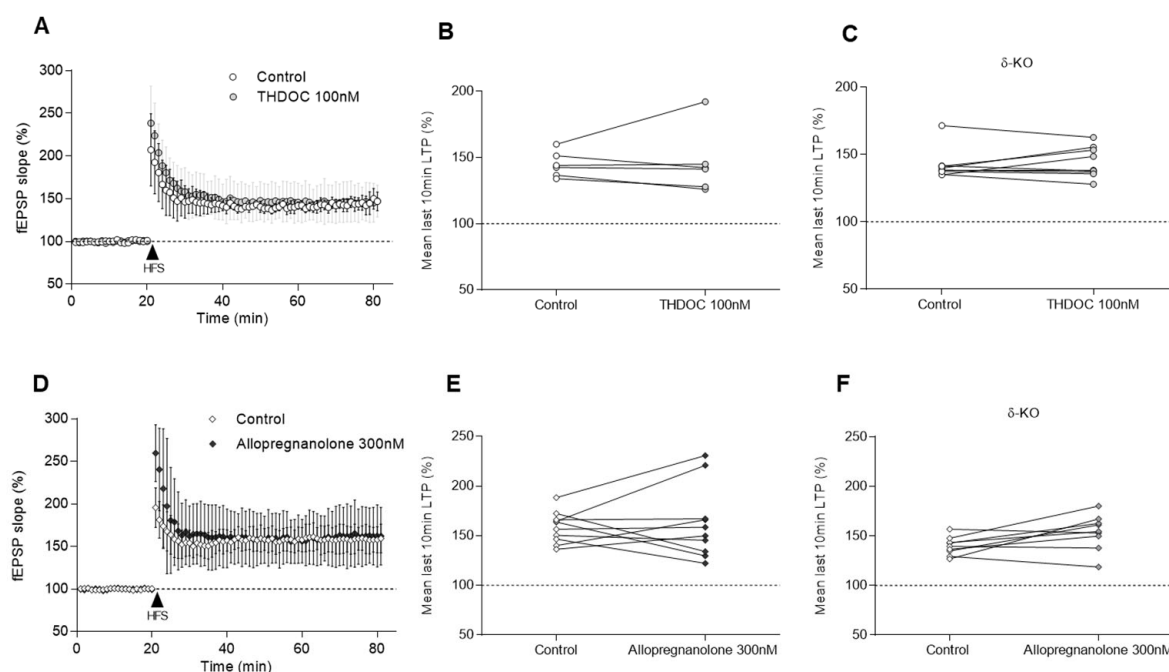 A
300
250
200
150
100
50
fEPSP slope (%)
Control
THDOC 100nM
HFS
0
20
40
60
80
Time (min)
B
200
150
100
50
Mean last 10min LTP (%)
Control
THDOC 100nM
C
δ-KO
200
150
100
50
Mean last 10min LTP (%)
Control
THDOC 100nM
D
300
250
200
150
100
50
fEPSP slope (%)
Control
Allopregnanolone 300nM
HFS
0
20
40
60
80
Time (min)
E
250
200
150
100
50
Mean last 10min LTP (%)
Control
Allopregnanolone 300nM
F
δ-KO
250
200
150
100
50
Mean last 10min LTP (%)
Control
Allopregnanolone 300nM